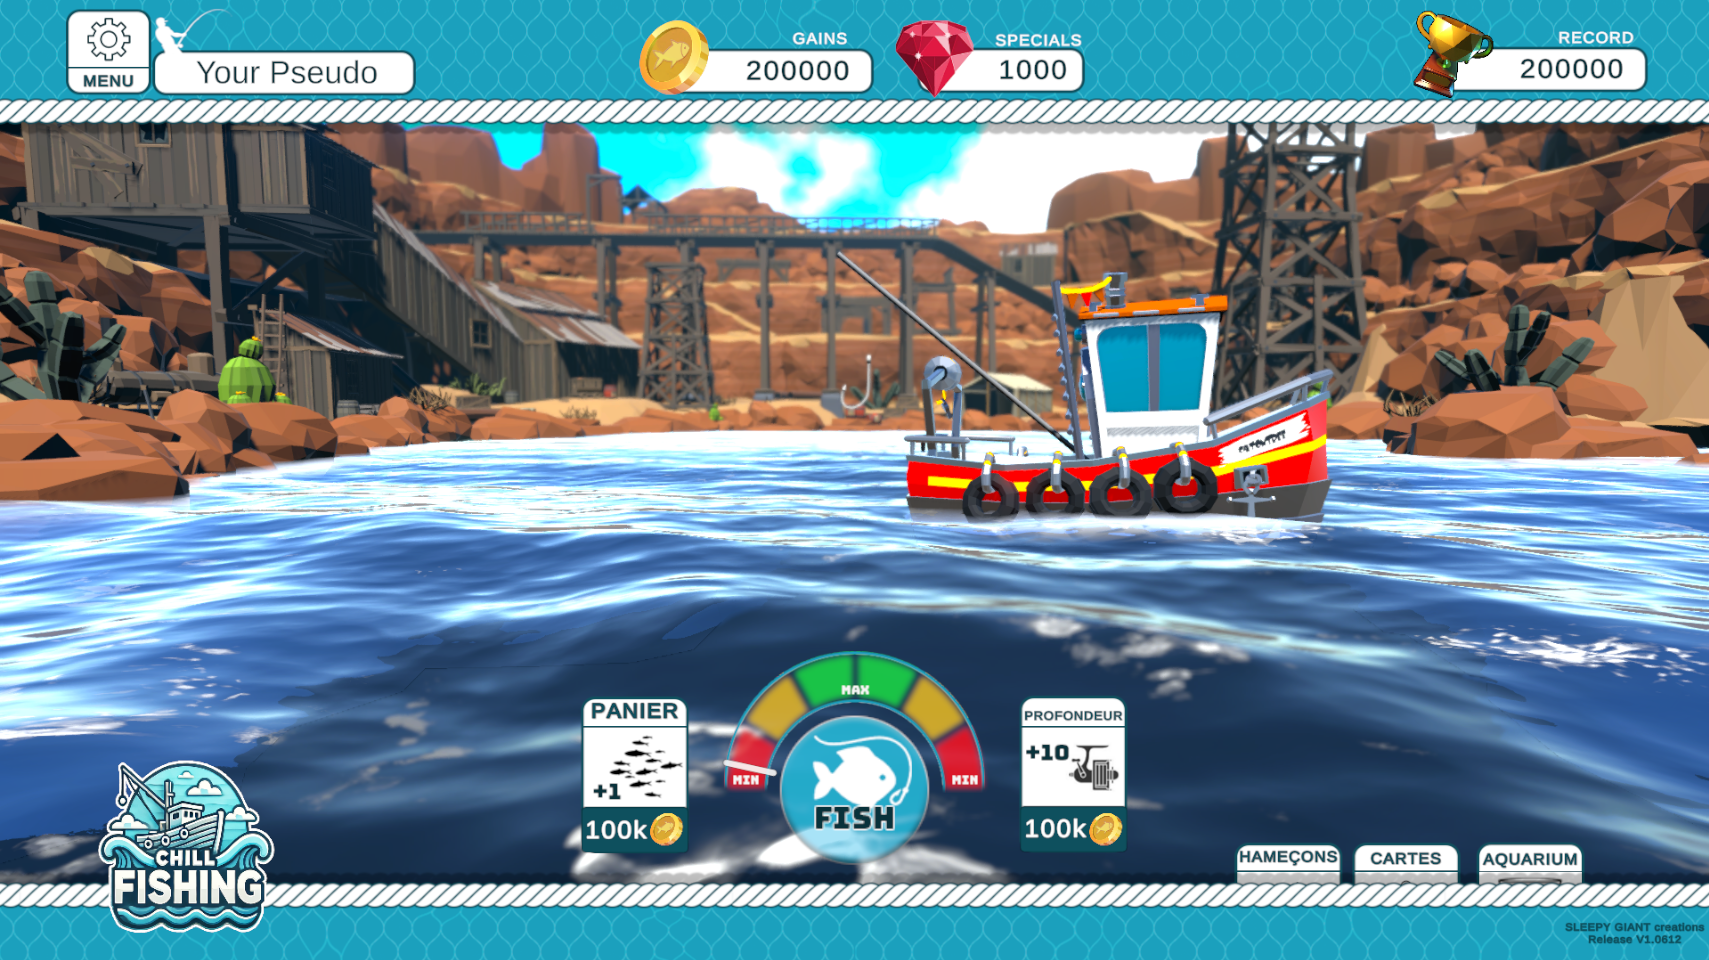 MENU
Your Pseudo
GAINS
200000
SPECIALS
1000
RECORD
200000
PANIER
+1
100k
MAX
MIN
MIN
FISH
PROFONDEUR
+10
100k
HAMEÇONS
CARTES
AQUARIUM
CHILL
FISHING
SLEEPY GIANT creations
Release V1.0612